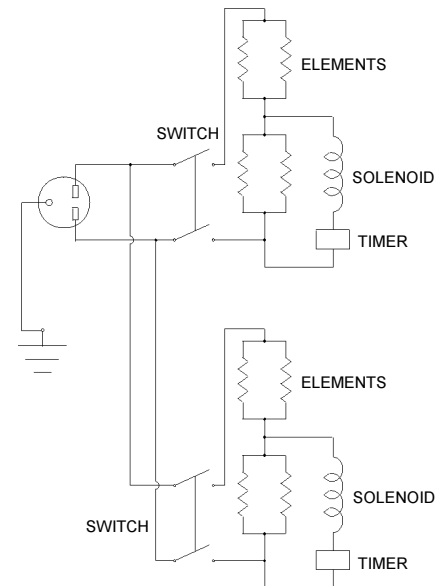 ELEMENTS
SWITCH
SOLENOID
TIMER
ELEMENTS
SOLENOID
SWITCH
TIMER